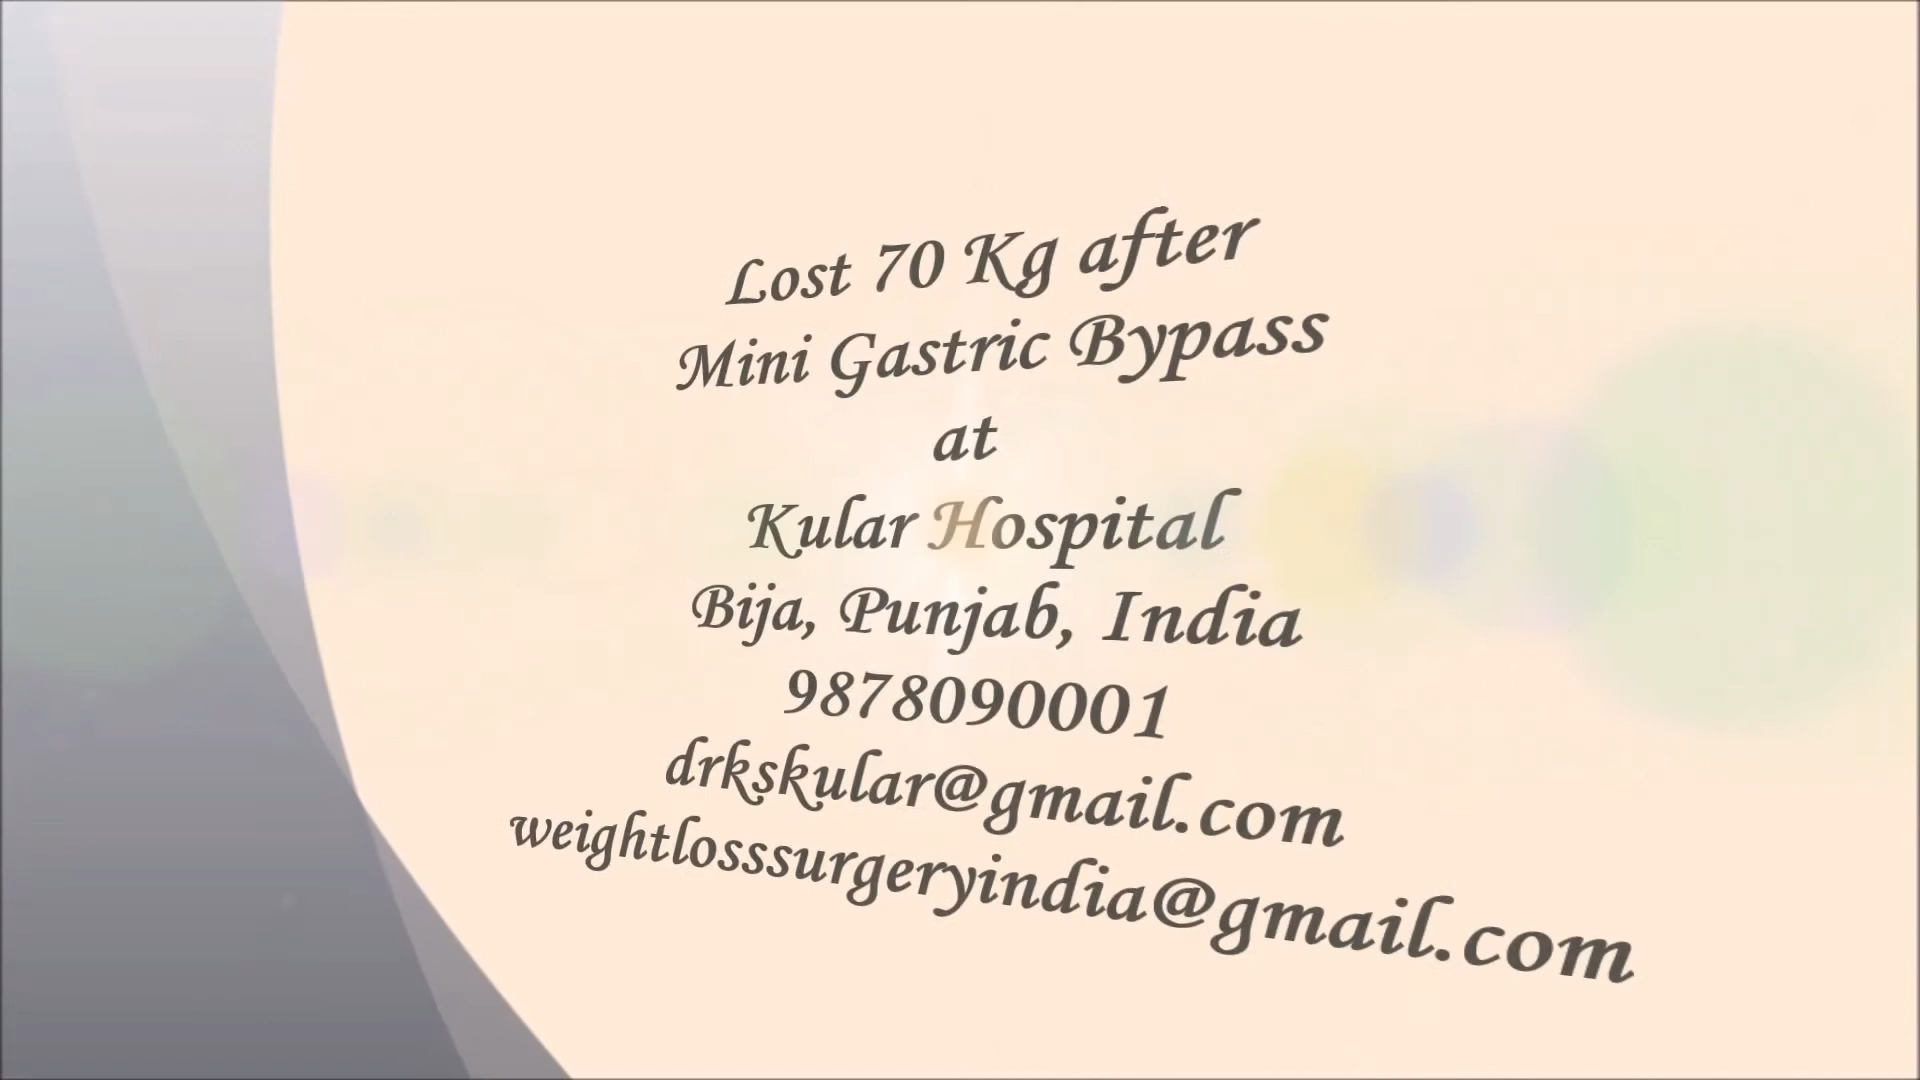 Lost 70 Kg after
Mini Gastric Bypass
at
Kular Hospital
Bija, Punjab, India
9878090001
drkskular@gmail.com
weightlosssurgeryindia@gmail.com